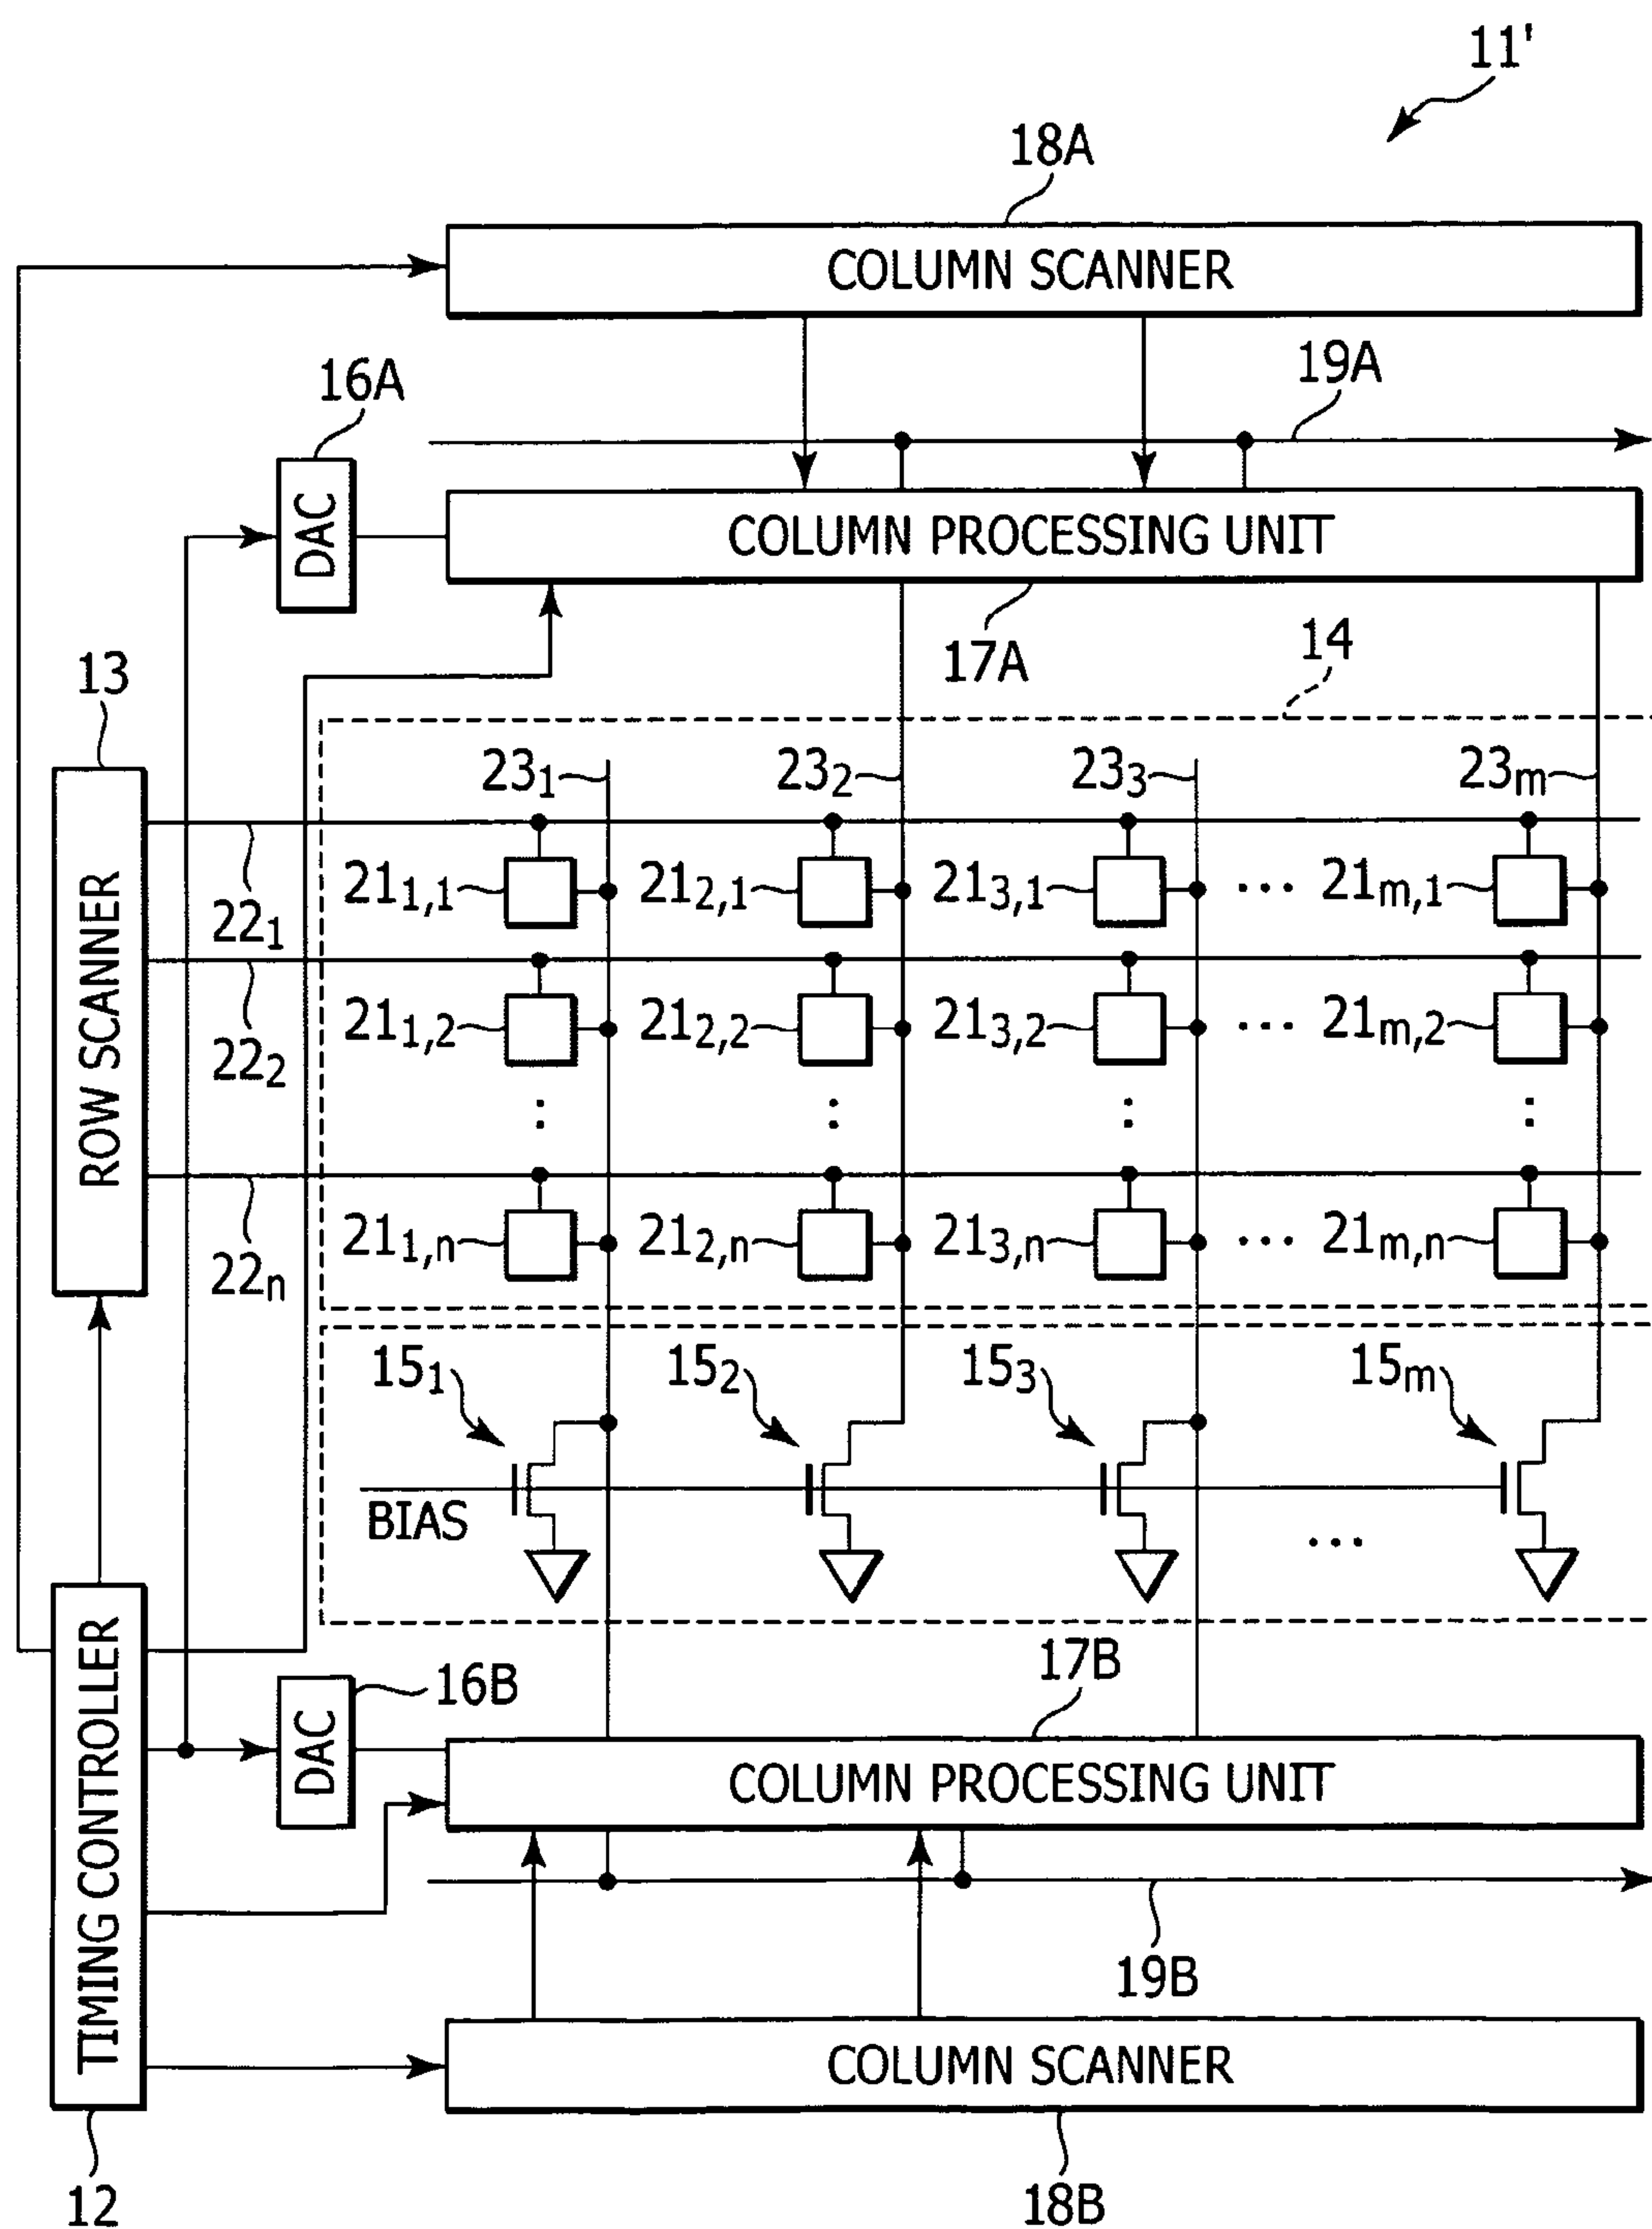 11'
18A
COLUMN SCANNER
19A
16A
DAC
COLUMN PROCESSING UNIT
17A
14
13
ROW SCANNER
23₁ 23₂ 23₃ 23ₘ
21₁,₁ 21₂,₁ 21₃,₁ ... 21ₘ,₁
22₁
21₁,₂ 21₂,₂ 21₃,₂ ... 21ₘ,₂
22₂
21₁,ₙ 21₂,ₙ 21₃,ₙ ... 21ₘ,ₙ
22ₙ
15₁ 15₂ 15₃ 15ₘ
BIAS ...
TIMING CONTROLLER
12
16B
DAC
17B
COLUMN PROCESSING UNIT
19B
COLUMN SCANNER
18B